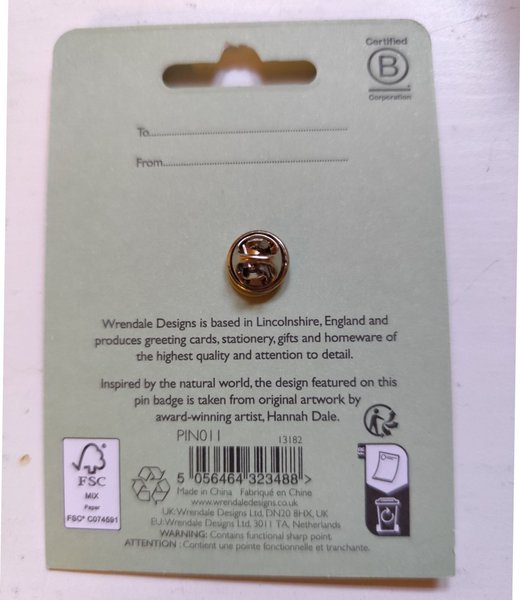 Certified
B
Corporation
To
From
Wrendale Designs is based in Lincolnshire, England and
produces greeting cards, stationery, gifts and homeware of
the highest quality and attention to detail.
Inspired by the natural world, the design featured on this
pin badge is taken from original artwork by
award-winning artist, Hannah Dale.
PIN011
13182
5 056464 323488 >
FSC
MIX
Paper
FSC® C074691
Made in China Fabriqué en Chine
www.wrendaledesigns.co.uk
UK: Wrendale Designs Ltd, DN20 8HX, UK
EU: Wrendale Designs Ltd, 3011 TA, Netherlands
WARNING: Contains functional sharp point.
ATTENTION : Contient une pointe fonctionnelle et tranchante.
FR